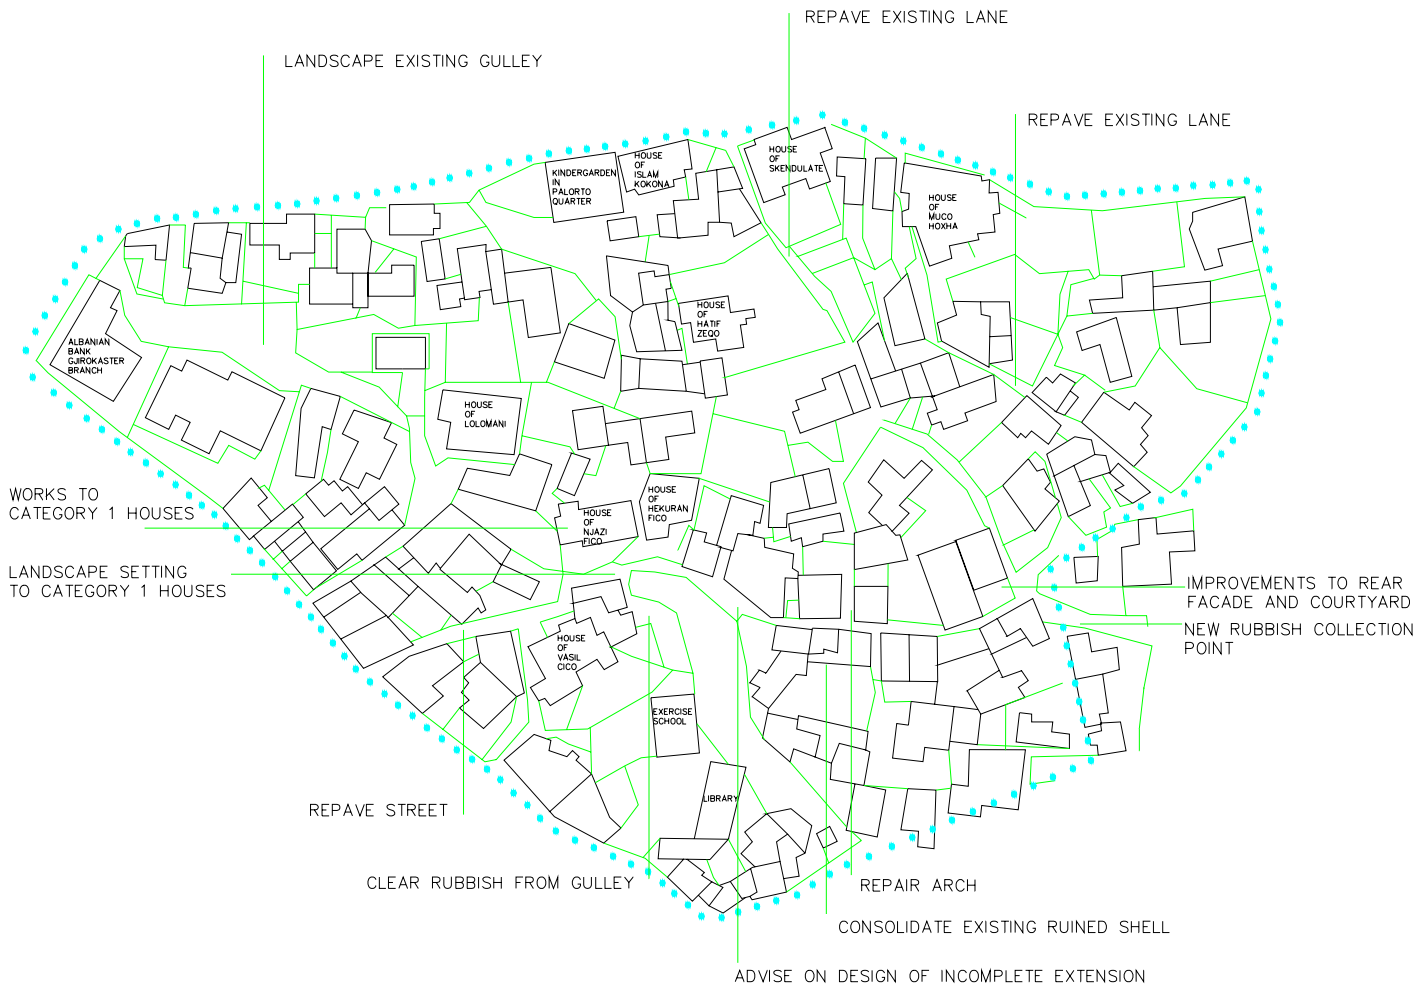 REPAVE EXISTING LANE
LANDSCAPE EXISTING GULLEY
REPAVE EXISTING LANE
HOUSE
OF
SKENDULATE
HOUSE
OF
ISLAM
KOKONA
KINDERGARDEN
IN
PALORTO
QUARTER
HOUSE
OF
MUCO
HOXHA
HOUSE
OF
HATIF
ZEQO
ALBANIAN
BANK
GJIROKASTER
BRANCH
HOUSE
OF
LOLOMANI
WORKS TO
CATEGORY 1 HOUSES
HOUSE
OF
HEKURAN
FICO
HOUSE
OF
NJAZI
FICO
LANDSCAPE SETTING
TO CATEGORY 1 HOUSES
IMPROVEMENTS TO REAR
FACADE AND COURTYARD
NEW RUBBISH COLLECTION
POINT
HOUSE
OF
VASIL
CICO
EXERCISE
SCHOOL
LIBRARY
REPAVE STREET
CLEAR RUBBISH FROM GULLEY
REPAIR ARCH
CONSOLIDATE EXISTING RUINED SHELL
ADVISE ON DESIGN OF INCOMPLETE EXTENSION